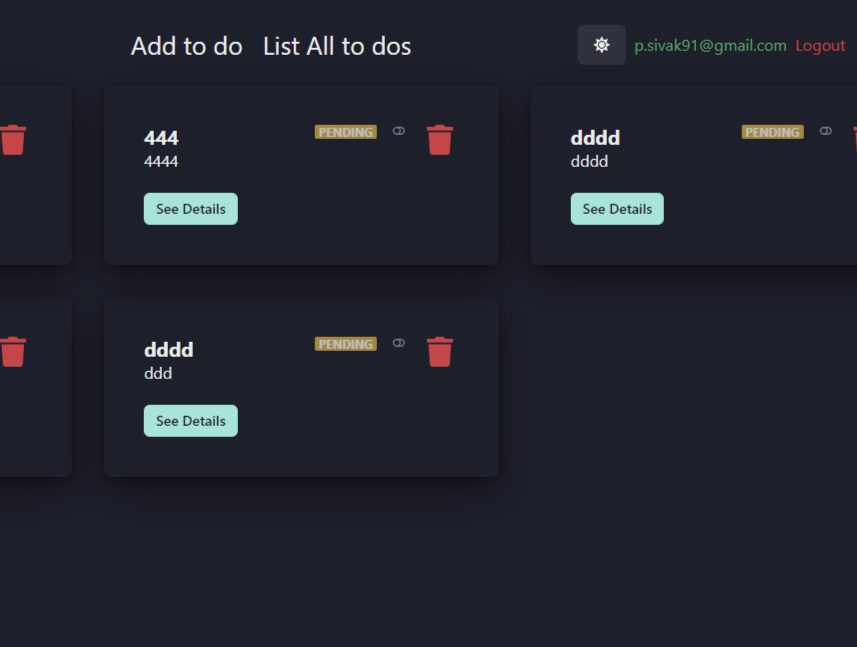 Add to do List All to dos p.sivak91@gmail.com Logout
444 PENDING
4444
See Details
dddd PENDING
dddd
See Details
dddd PENDING
ddd
See Details